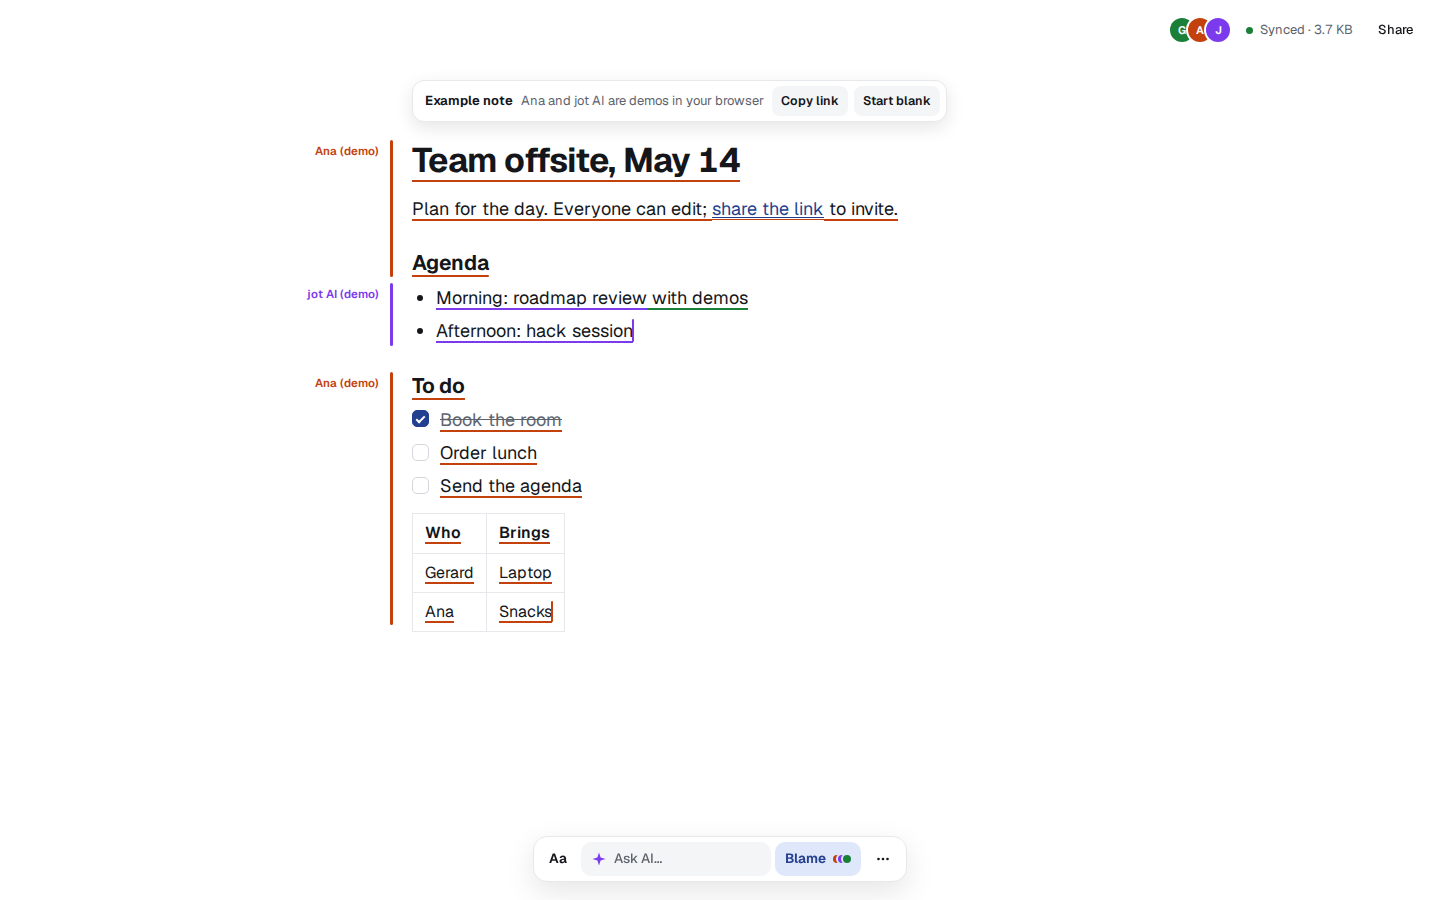 G A J Synced · 3.7 KB Share
Example note Ana and jot AI are demos in your browser Copy link Start blank
Ana (demo)
Team offsite, May 14
Plan for the day. Everyone can edit; share the link to invite.
Agenda
jot AI (demo)
Morning: roadmap review with demos
Afternoon: hack session
Ana (demo)
To do
Book the room
Order lunch
Send the agenda
Who Brings
Gerard Laptop
Ana Snacks
Aa Ask AI... Blame